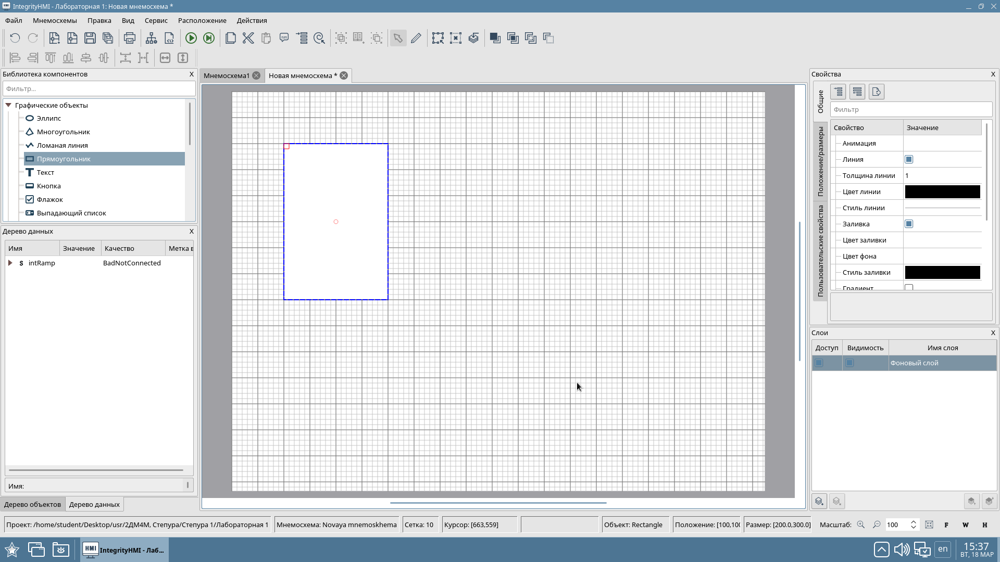 IntegrityHMI - Лабораторная 1: Новая мнемосхема *
Файл Мнемосхемы Правка Вид Сервис Расположение Действия
Библиотека компонентов X
Фильтр...
Графические объекты
Эллипс
Многоугольник
Ломаная линия
Прямоугольник
Текст
Кнопка
Флажок
Выпадающий список
Дерево данных X
Имя Значение Качество Метка в
S intRamp BadNotConnected
Имя:
Дерево объектов Дерево данных
Мнемосхема1 Новая мнемосхема *
Свойства X
Общие
Положение/размеры
Пользовательские свойства
Фильтр
Свойство Значение
Анимация
Линия
Толщина линии 1
Цвет линии
Стиль линии
Заливка
Цвет заливки
Цвет фона
Стиль заливки
Градиент
Слои X
Доступ Видимость Имя слоя
Фоновый слой
Проект: /home/student/Desktop/usr/2ДМ4М, Степура/Степура 1/Лабораторная 1 Мнемосхема: Novaya mnemoskhema Сетка: 10 Курсор: [663,559] Объект: Rectangle Положение: [100,100 Размер: [200.0,300.0] Масштаб: 100 F W H
HMI IntegrityHMI - Лаб... en 15:37
ВТ, 18 МАР